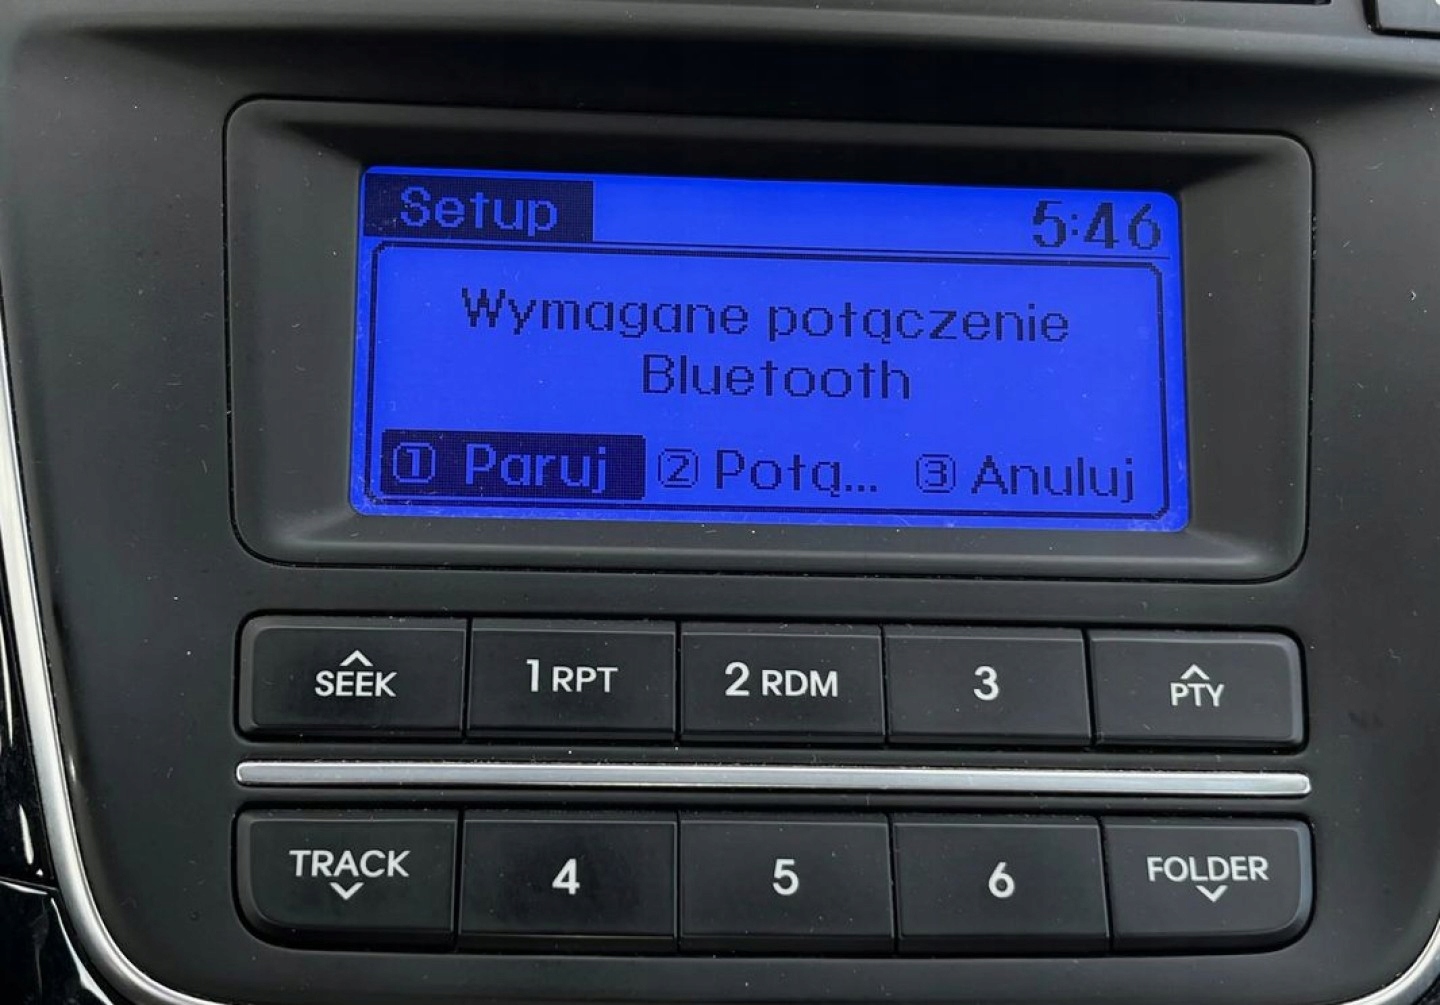 Setup 5:46
Wymagane połączenie
Bluetooth
1 Paruj 2 Połą... 3 Anuluj
SEEK 1 RPT 2 RDM 3 PTY
TRACK 4 5 6 FOLDER